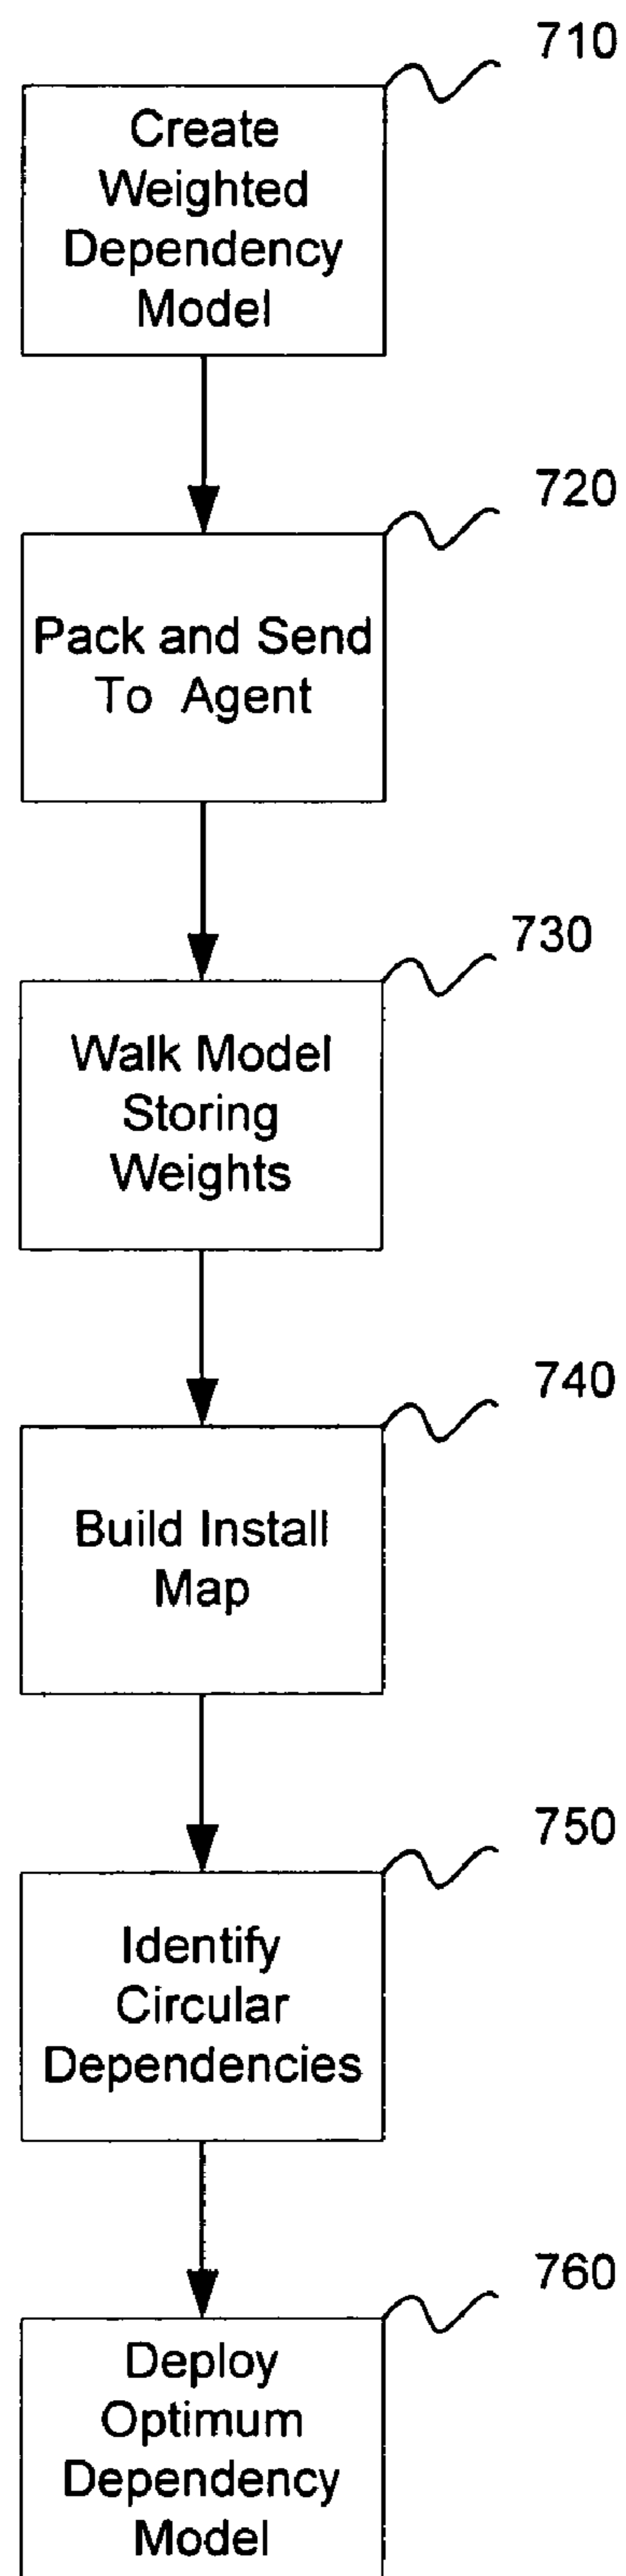 710
Create
Weighted
Dependency
Model
720
Pack and Send
To Agent
730
Walk Model
Storing
Weights
740
Build Install
Map
750
Identify
Circular
Dependencies
760
Deploy
Optimum
Dependency
Model